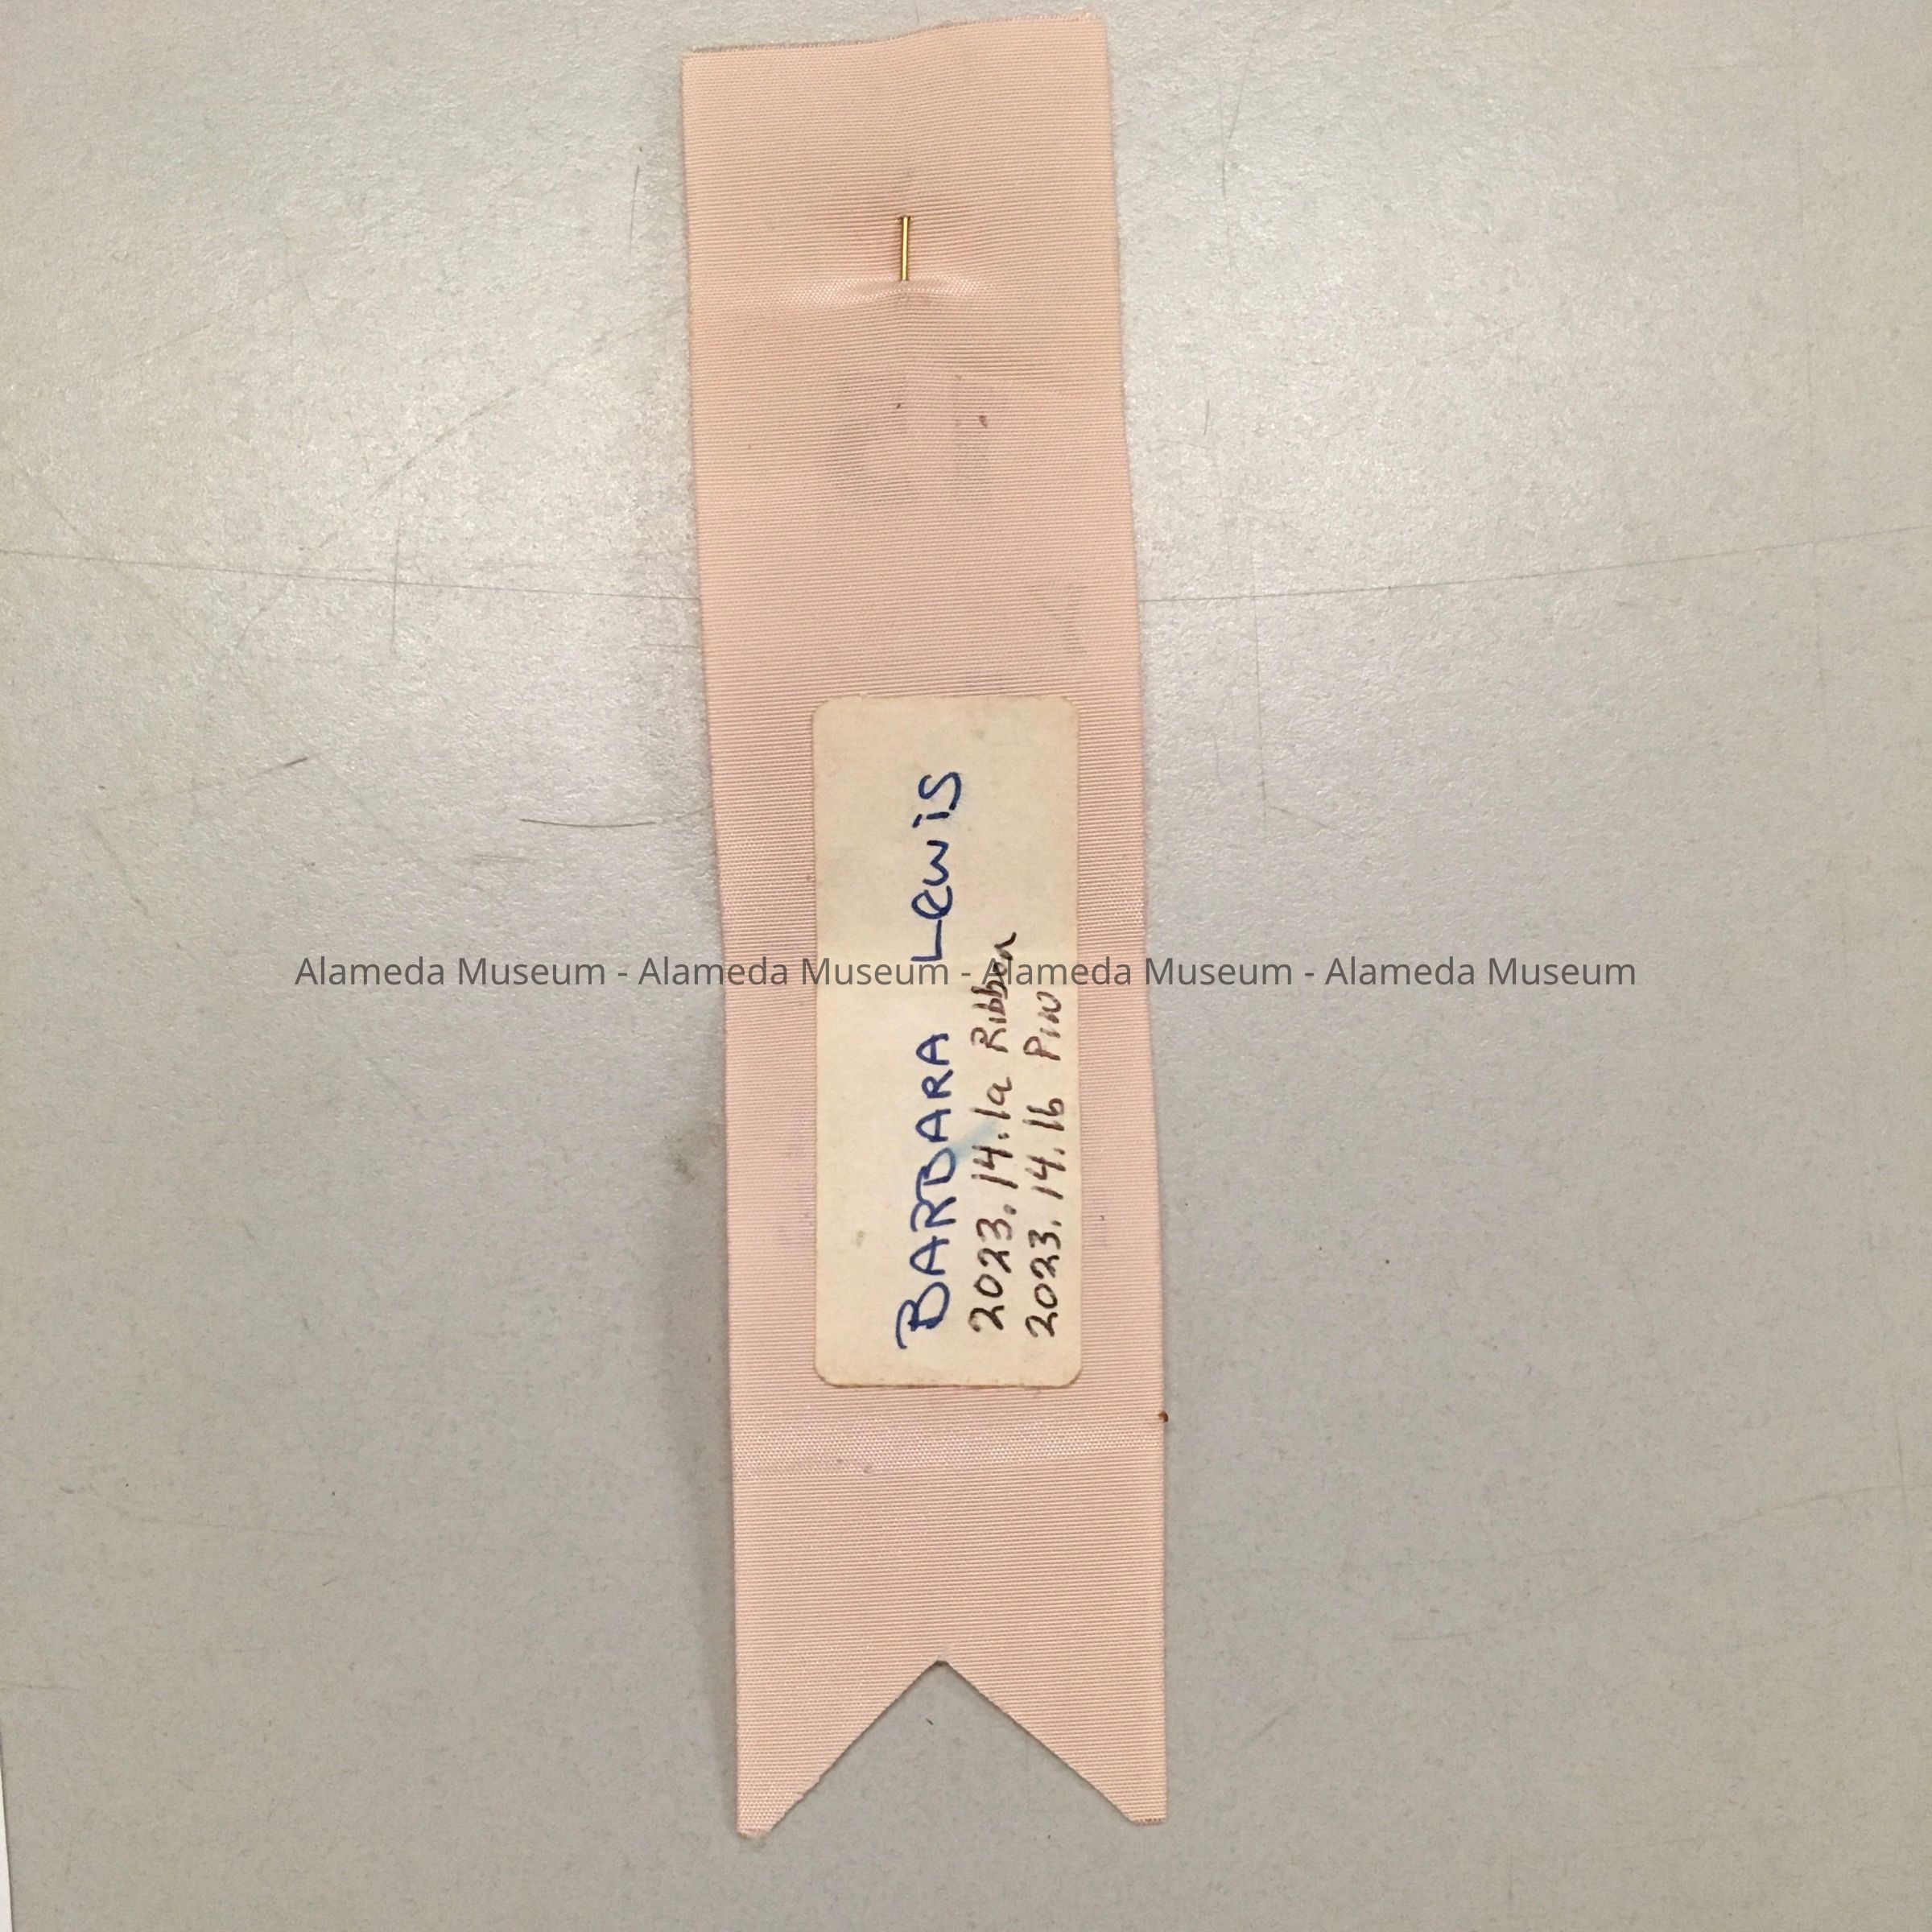 BARBARA Lewis
2023.14.1a Ribbon
2023.14.1b Pin
Alameda Museum - Alameda Museum - Alameda Museum - Alameda Museum